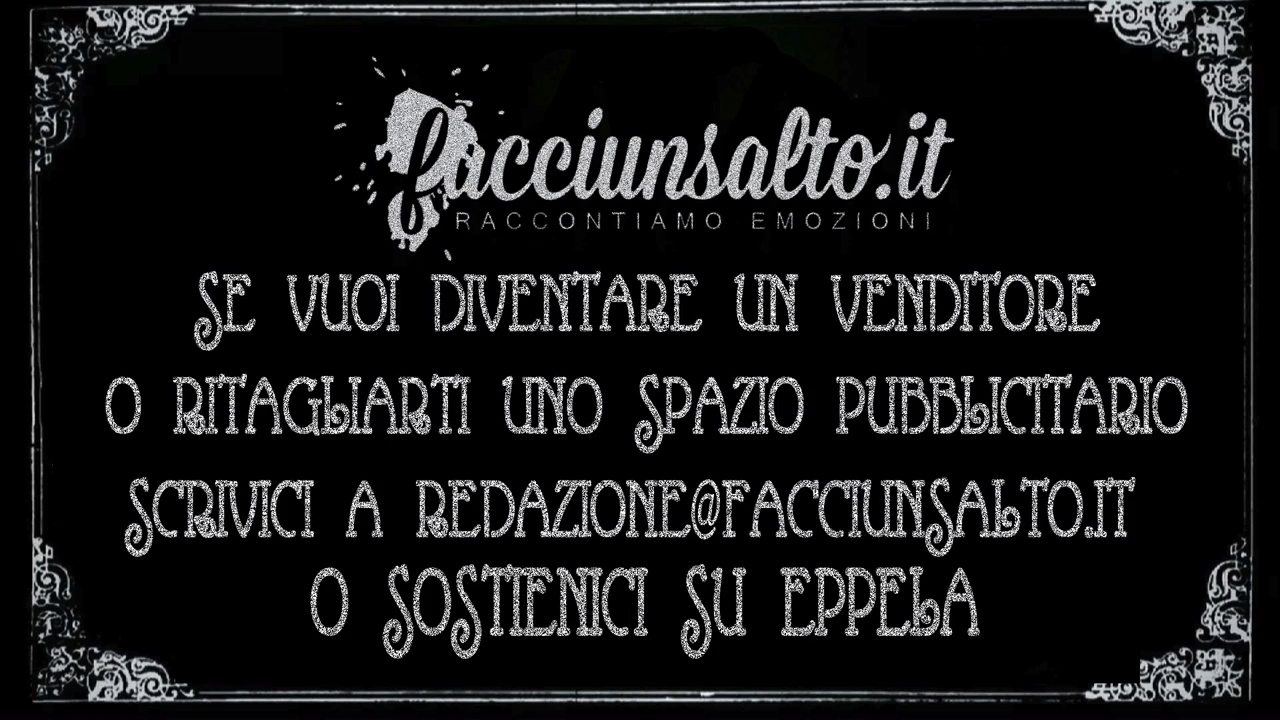 facciunsalto.it
RACCONTIAMO EMOZIONI
SE VUOI DIVENTARE UN VENDITORE
O RITAGLIARTI UNO SPAZIO PUBBLICITARIO
SCRIVICI A REDAZIONE@FACCIUNSALTO.IT
O SOSTIENICI SU EPPELA